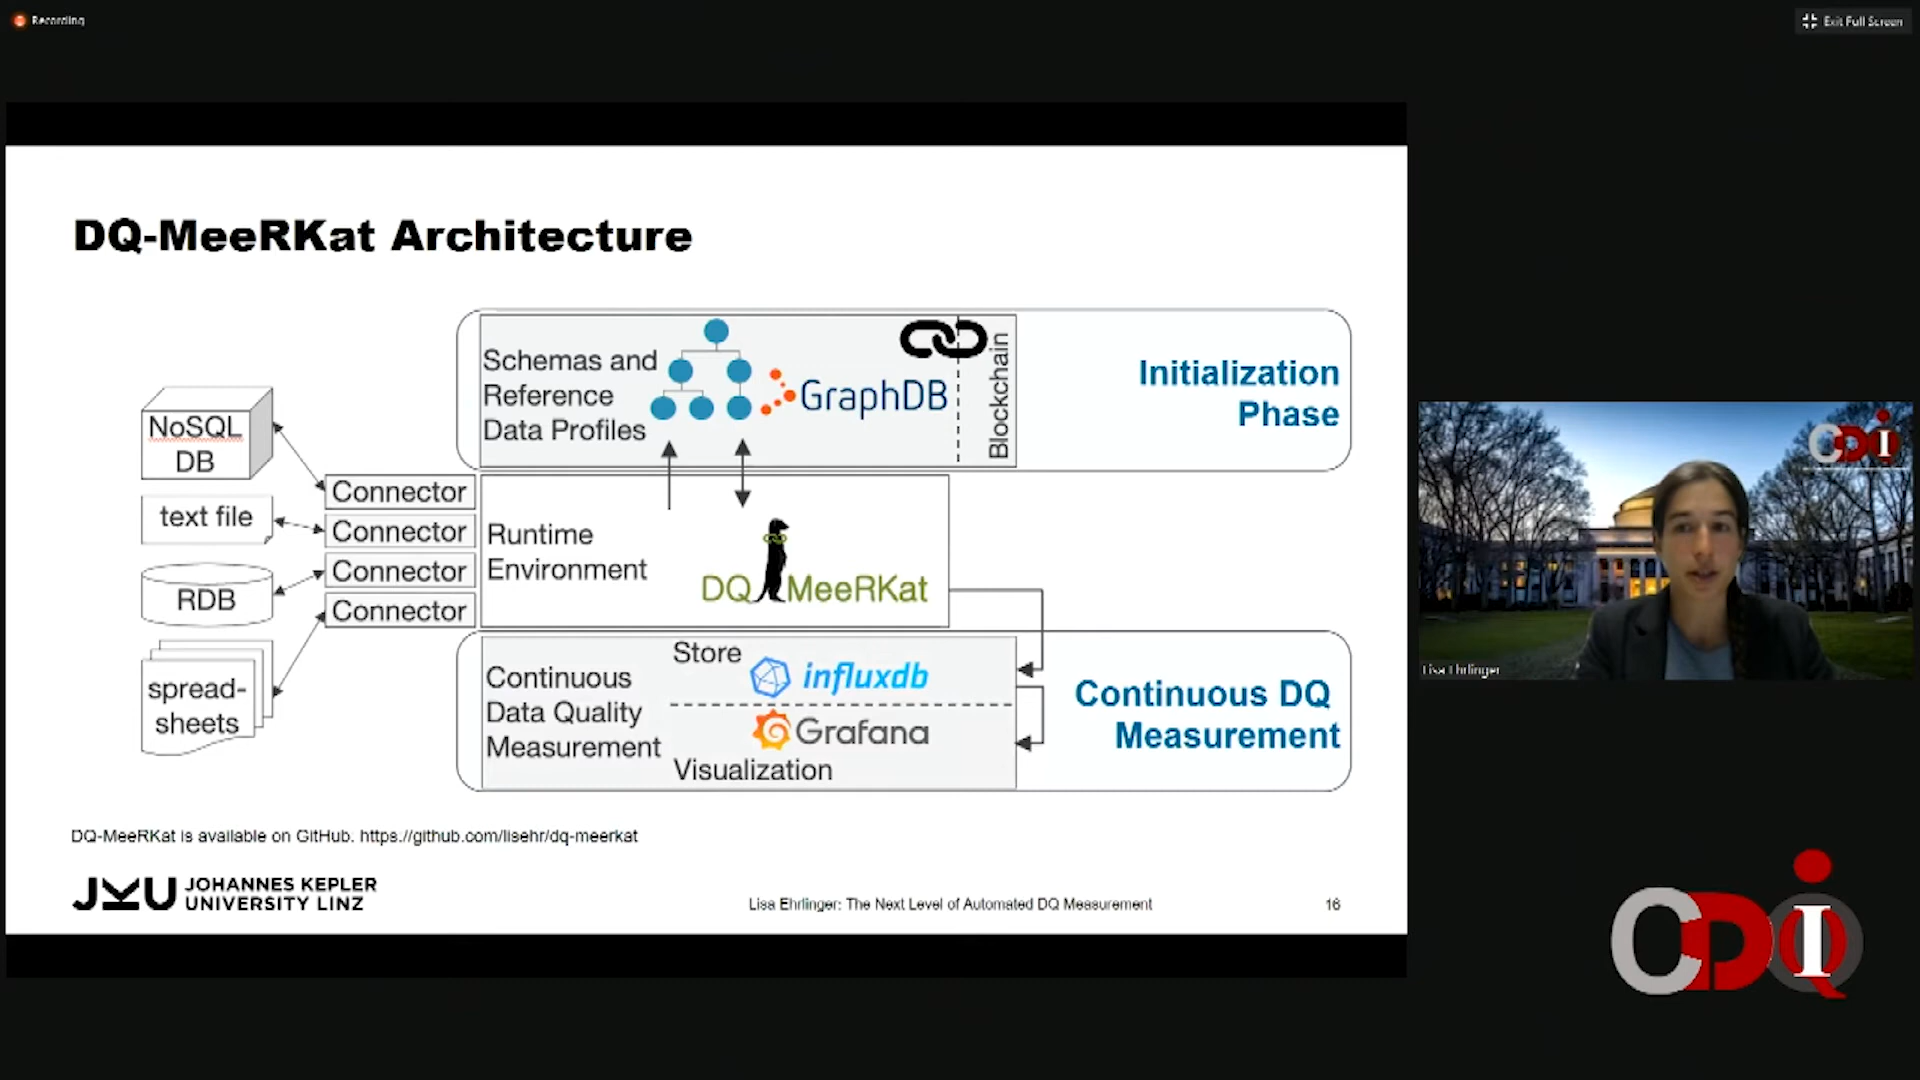 Recording
Exit Full Screen
DQ-MeeRKat Architecture
Schemas and
Reference
Data Profiles
GraphDB
Blockchain
Initialization
Phase
NoSQL
DB
text file
RDB
spread-
sheets
Connector
Connector
Connector
Connector
Runtime
Environment
DQ MeeRKat
Continuous
Data Quality
Measurement
Store
influxdb
Grafana
Visualization
Continuous DQ
Measurement
DQ-MeeRKat is available on GitHub. https://github.com/lisehr/dq-meerkat
JKU JOHANNES KEPLER
UNIVERSITY LINZ
Lisa Ehrlinger: The Next Level of Automated DQ Measurement
16
CDQI
Lisa Ehrlinger
CDQI